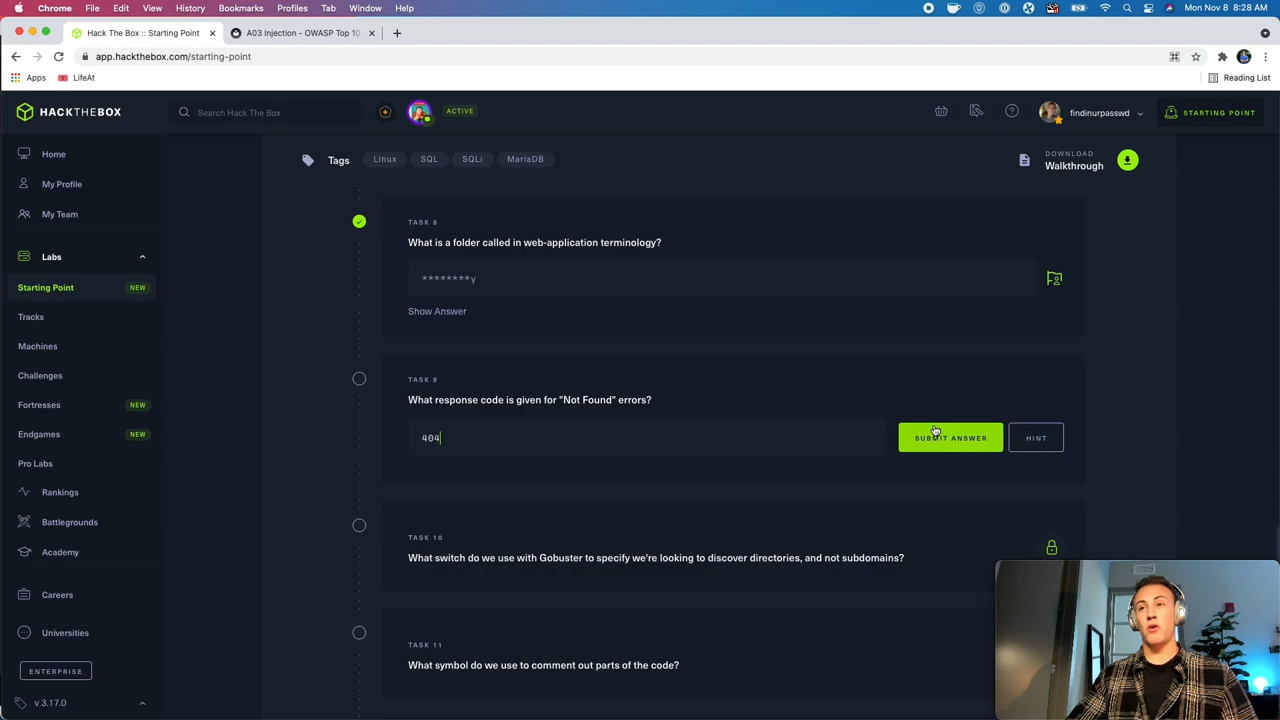 Chrome File Edit View History Bookmarks Profiles Tab Window Help Mon Nov 8 8:28 AM
Hack The Box :: Starting Point A03 Injection - OWASP Top 10:
app.hackthebox.com/starting-point
Apps LifeAt Reading List
HACKTHEBOX Search Hack The Box ACTIVE findinurpasswd STARTING POINT
Home
My Profile
My Team
Labs
Starting Point NEW
Tracks
Machines
Challenges
Fortresses NEW
Endgames NEW
Pro Labs
Rankings
Battlegrounds
Academy
Careers
Universities
ENTERPRISE
v 3.17.0
Tags Linux SQL SQLi MariaDB
DOWNLOAD
Walkthrough
TASK 8
What is a folder called in web-application terminology?
********y
Show Answer
TASK 9
What response code is given for "Not Found" errors?
404 SUBMIT ANSWER HINT
TASK 10
What switch do we use with Gobuster to specify we're looking to discover directories, and not subdomains?
TASK 11
What symbol do we use to comment out parts of the code?